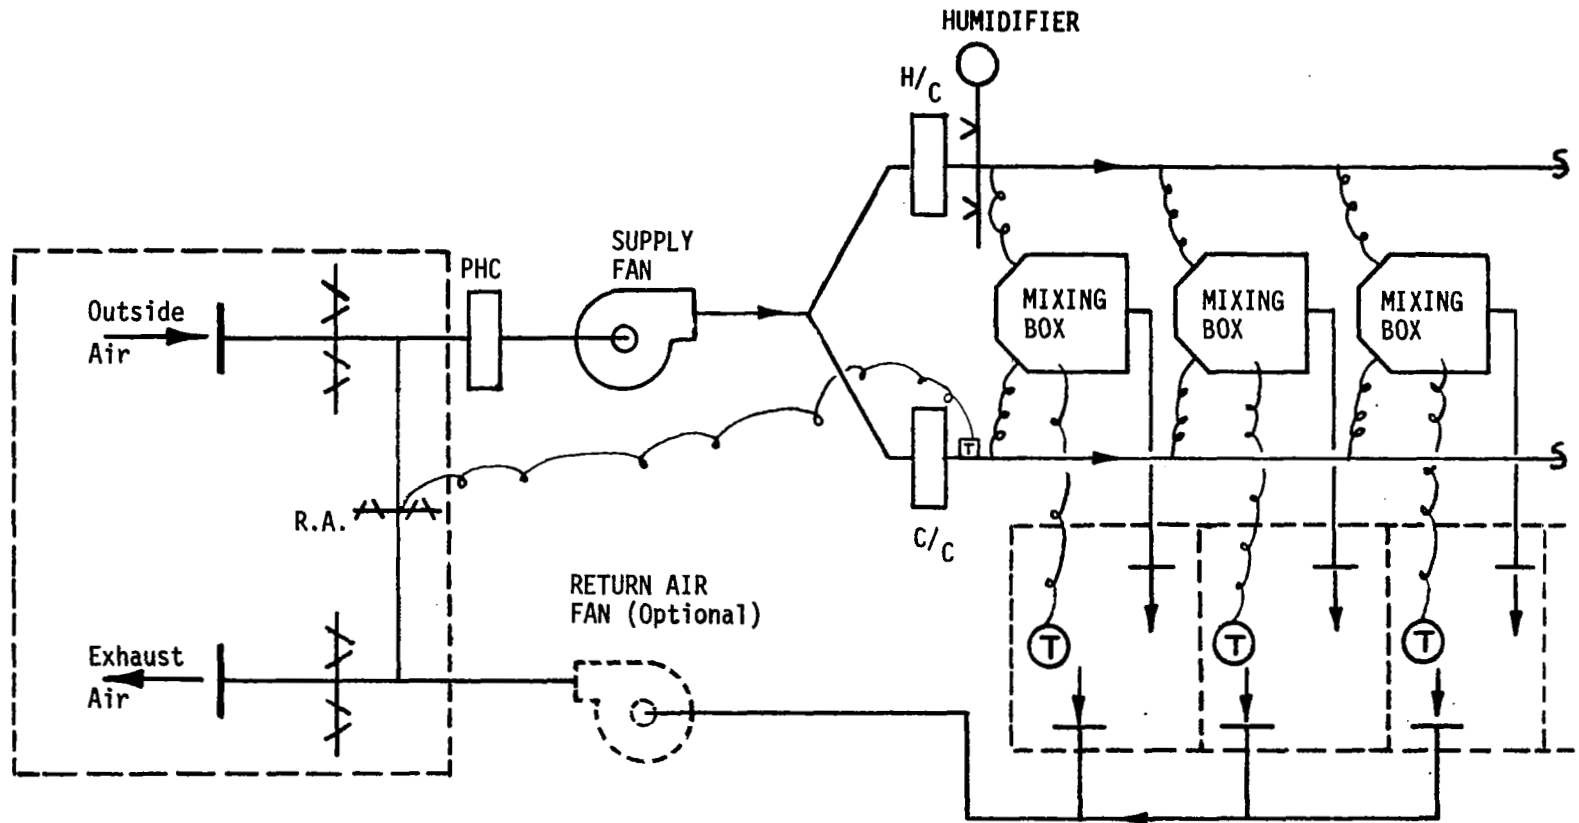 HUMIDIFIER
H/C
SUPPLY
FAN
PHC
Outside
Air
MIXING
BOX
MIXING
BOX
MIXING
BOX
T
R.A.
C/C
RETURN AIR
FAN (Optional)
T
T
T
Exhaust
Air
S
S